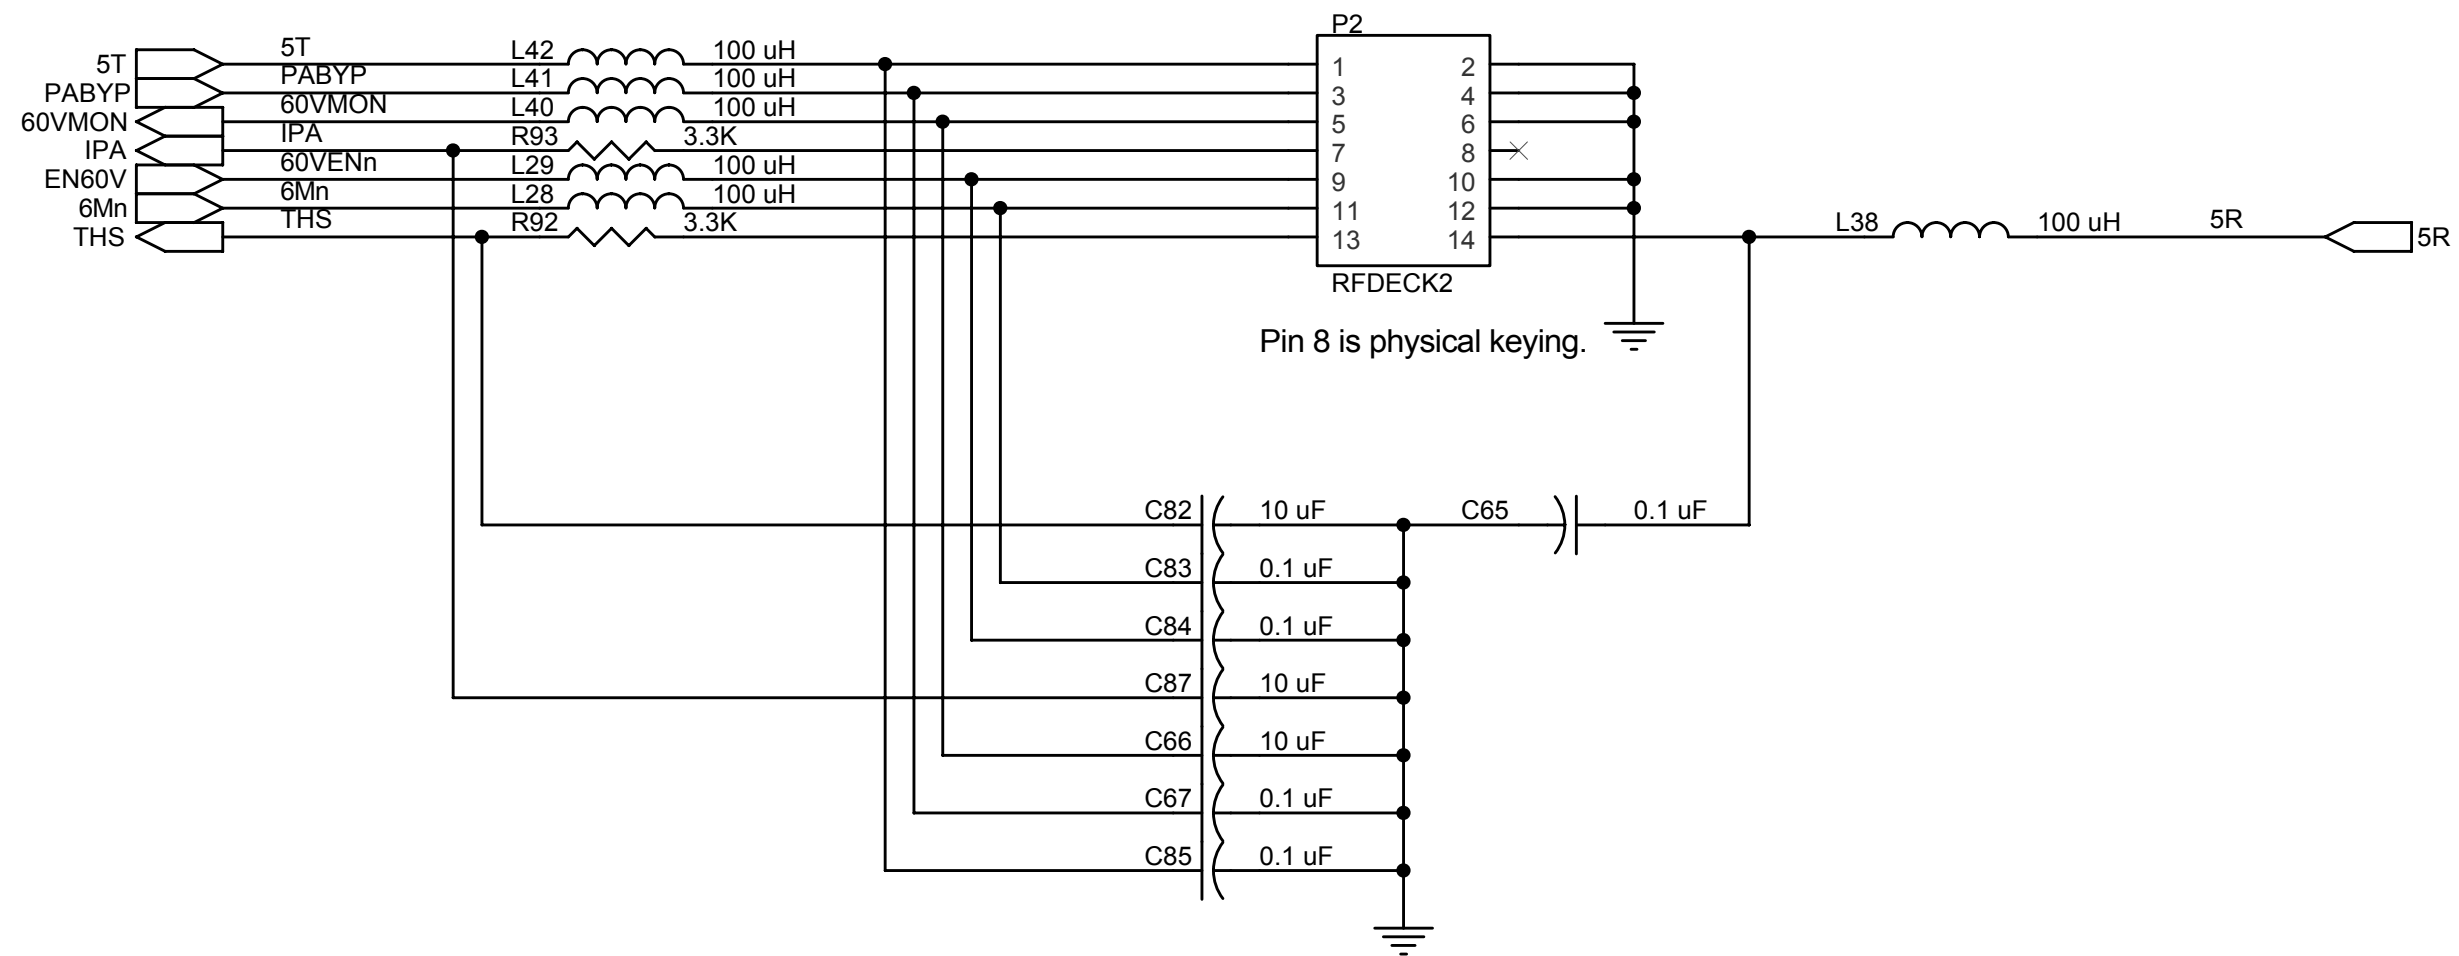 P2
5T 5T L42 100 uH 1 2
PABYP PABYP L41 100 uH 3 4
60VMON 60VMON L40 100 uH 5 6
IPA IPA R93 3.3K 7 8
EN60V 60VENn L29 100 uH 9 10
6Mn 6Mn L28 100 uH 11 12
THS THS R92 3.3K 13 14 L38 100 uH 5R 5R
RFDECK2
Pin 8 is physical keying.
C82 10 uF C65 0.1 uF
C83 0.1 uF
C84 0.1 uF
C87 10 uF
C66 10 uF
C67 0.1 uF
C85 0.1 uF